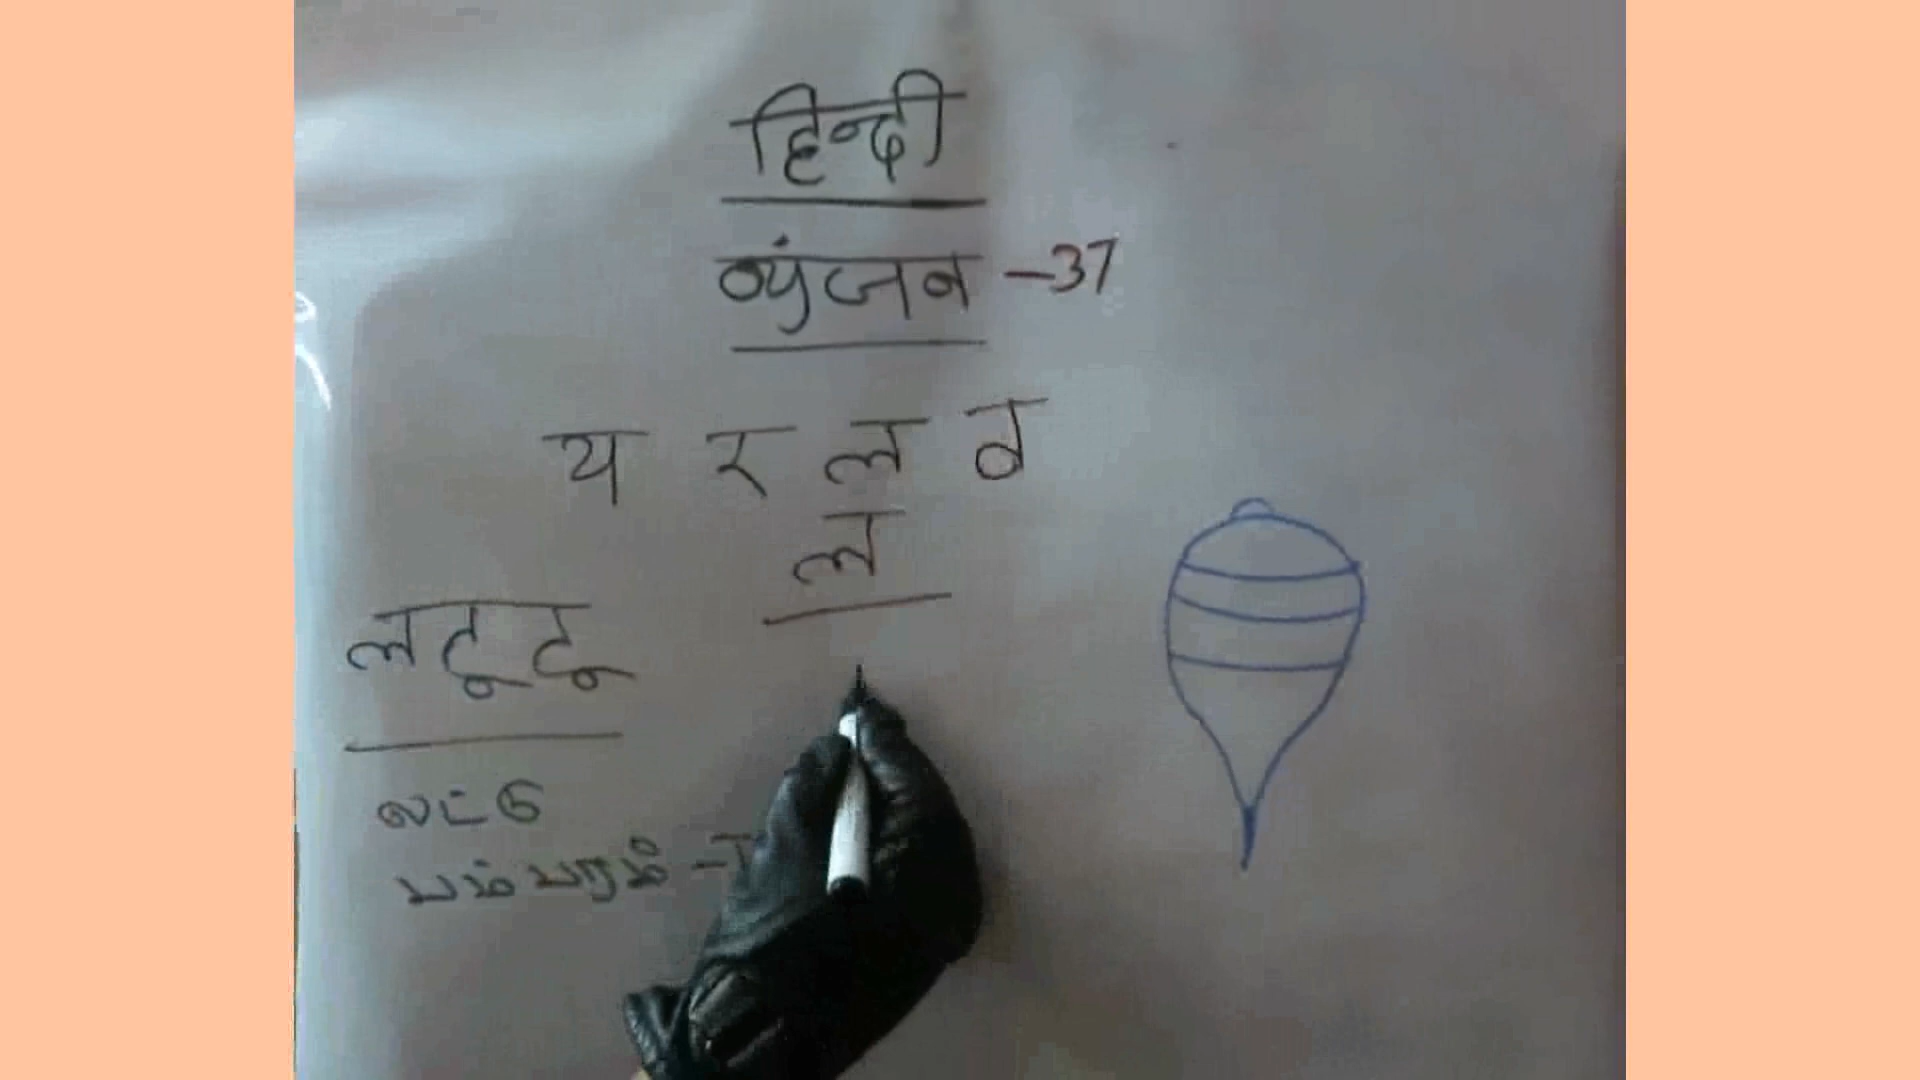 हिन्दी
व्यंजन -37
य र ल व
ल
लटूटू
லட்டு
பம்பரம் -T